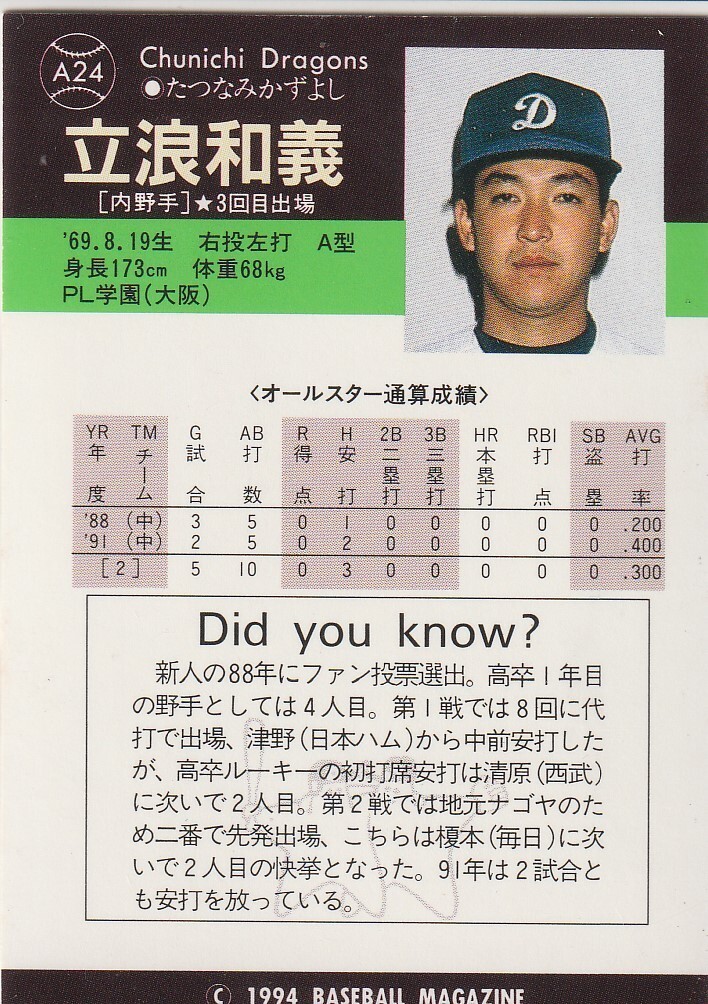 A24
Chunichi Dragons
●たつなみかずよし
立浪和義
[内野手]★3回目出場
'69.8.19生 右投左打 A型
身長173cm 体重68kg
PL学園(大阪)
D
〈オールスター通算成績〉
YR TM G AB R H 2B 3B HR RBI SB AVG
年度 チーム 試合 打数 得点 安打 二塁打 三塁打 本塁打 打点 盗塁 打率
'88 (中) 3 5 0 1 0 0 0 0 0 .200
'91 (中) 2 5 0 2 0 0 0 0 0 .400
[2] 5 10 0 3 0 0 0 0 0 .300
Did you know?
新人の88年にファン投票選出。高卒1年目
の野手としては4人目。第1戦では8回に代
打で出場、津野(日本ハム)から中前安打した
が、高卒ルーキーの初打席安打は清原(西武)
に次いで2人目。第2戦では地元ナゴヤのた
め二番で先発出場、こちらは榎本(毎日)に次
いで2人目の快挙となった。91年は2試合と
も安打を放っている。
© 1994 BASEBALL MAGAZINE